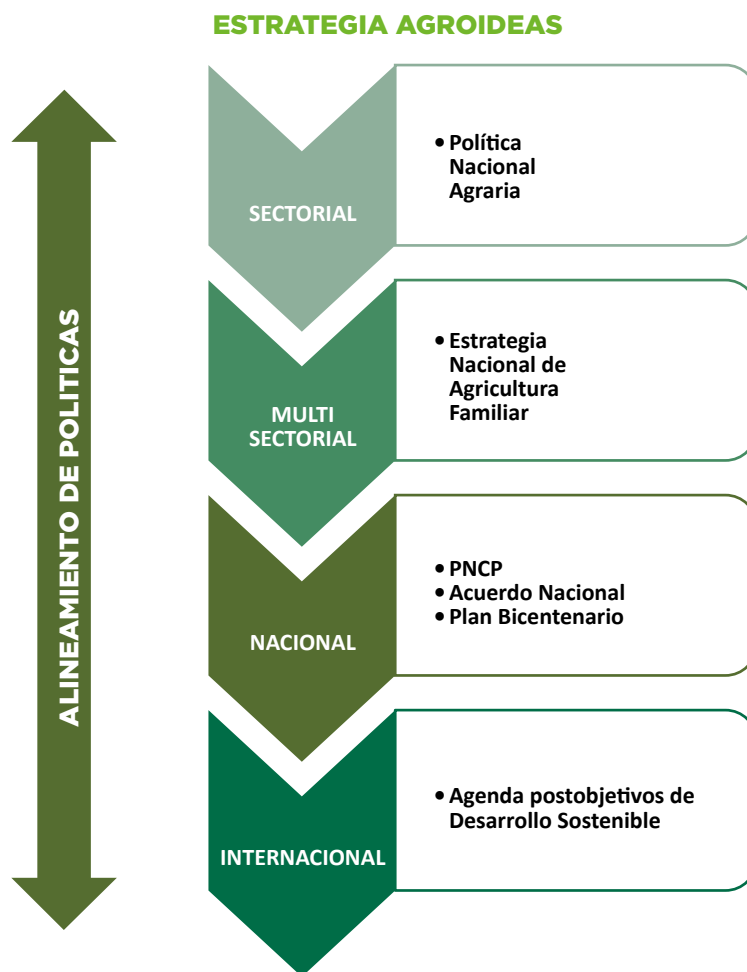 ESTRATEGIA AGROIDEAS
ALINEAMIENTO DE POLITICAS
SECTORIAL
• Política
Nacional
Agraria
MULTI
SECTORIAL
• Estrategia
Nacional de
Agricultura
Familiar
NACIONAL
• PNCP
• Acuerdo Nacional
• Plan Bicentenario
INTERNACIONAL
• Agenda postobjetivos de
Desarrollo Sostenible